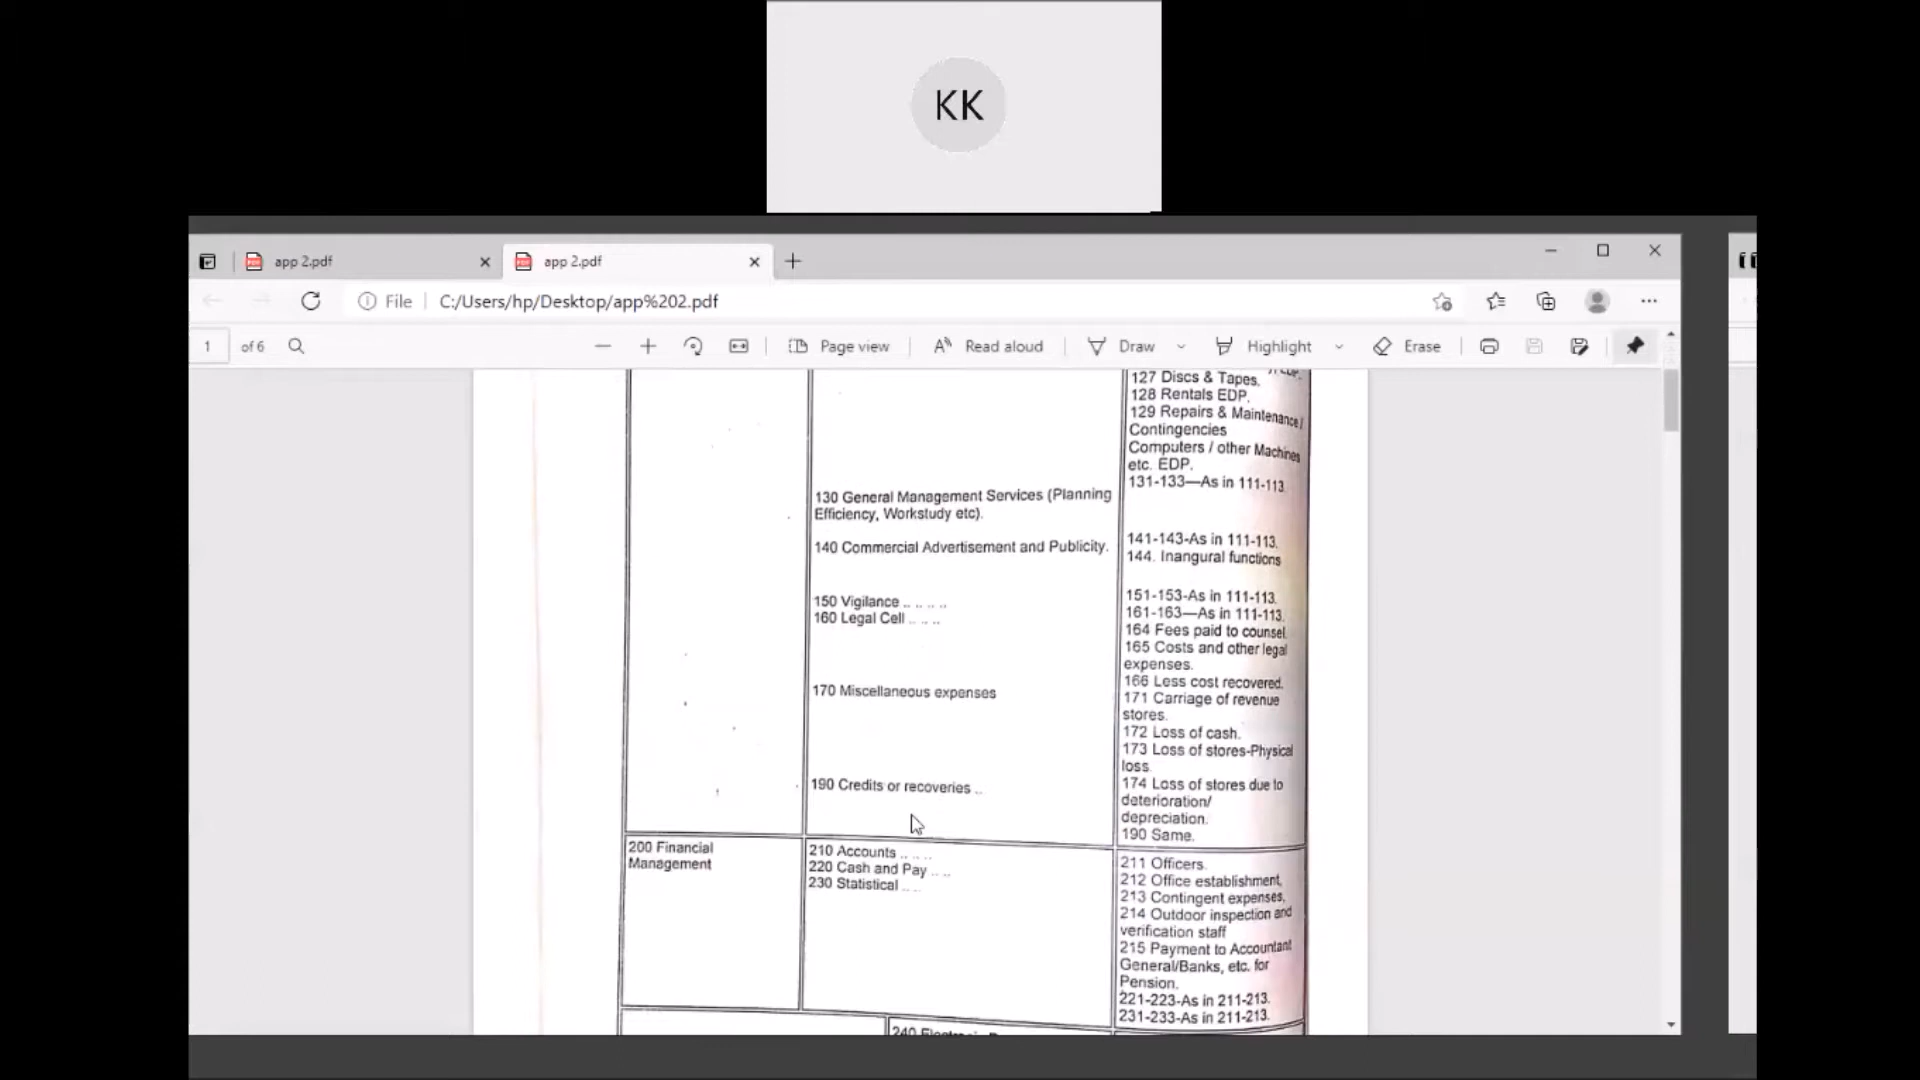 KK
app 2.pdf
app 2.pdf
File
C:/Users/hp/Desktop/app%202.pdf
1
of 6
Page view
Read aloud
Draw
Highlight
Erase
127 Discs & Tapes.
128 Rentals EDP.
129 Repairs & Maintenance/
Contingencies
Computers / other Machines
etc. EDP.
130 General Management Services (Planning
Efficiency, Workstudy etc).
131-133—As in 111-113
140 Commercial Advertisement and Publicity.
141-143-As in 111-113.
144. Inangural functions
150 Vigilance .. .. .. ..
151-153-As in 111-113.
160 Legal Cell .. .. ..
161-163—As in 111-113.
164 Fees paid to counsel.
165 Costs and other legal
expenses.
166 Less cost recovered.
170 Miscellaneous expenses
171 Carriage of revenue
stores.
172 Loss of cash.
173 Loss of stores-Physical
loss.
190 Credits or recoveries ..
174 Loss of stores due to
deterioration/
depreciation.
190 Same.
200 Financial
Management
210 Accounts .. .. ..
220 Cash and Pay .. ..
230 Statistical .. ..
211 Officers.
212 Office establishment,
213 Contingent expenses,
214 Outdoor inspection and
verification staff
215 Payment to Accountant
General/Banks, etc. for
Pension.
221-223-As in 211-213.
231-233-As in 211-213.